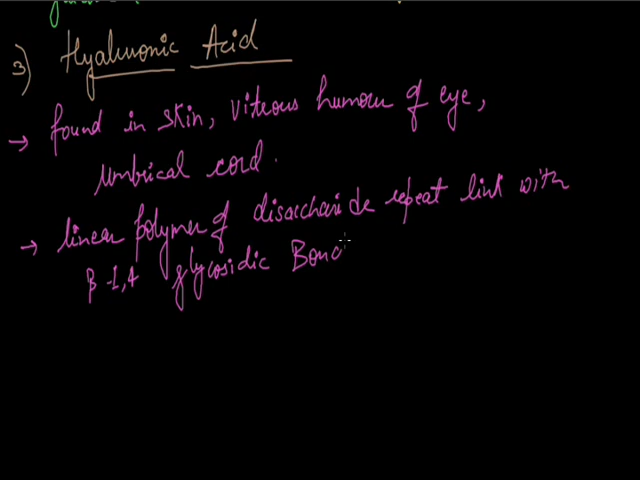 3) Hyaluronic Acid
→ found in skin, vitreous humour of eye,
umbrical cord.
→ linear polymer of disaccharide repeat link with
β-1,4 glycosidic Bond